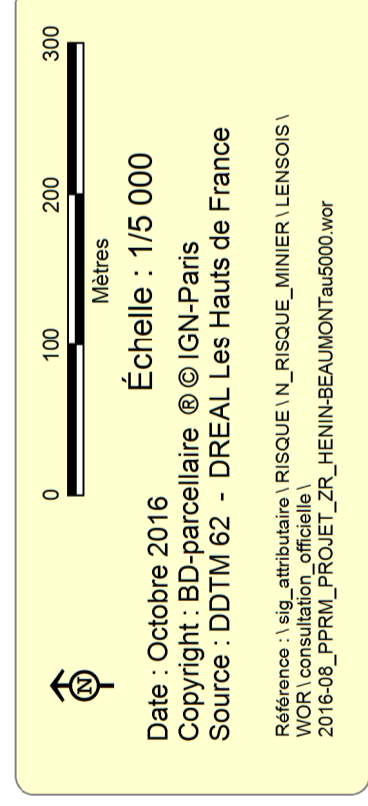 0 100 200 300
Mètres
N
Échelle : 1/5 000
Date : Octobre 2016
Copyright : BD-parcellaire ®©IGN-Paris
Source : DDTM 62 - DREAL Les Hauts de France
Référence : \ sig_attributaire \ RISQUE \ N_RISQUE_MINIER \ LENSOIS \
WOR \ consultation_officielle \
2016-08_PPRM_PROJET_ZR_HENIN-BEAUMONTau5000.wor